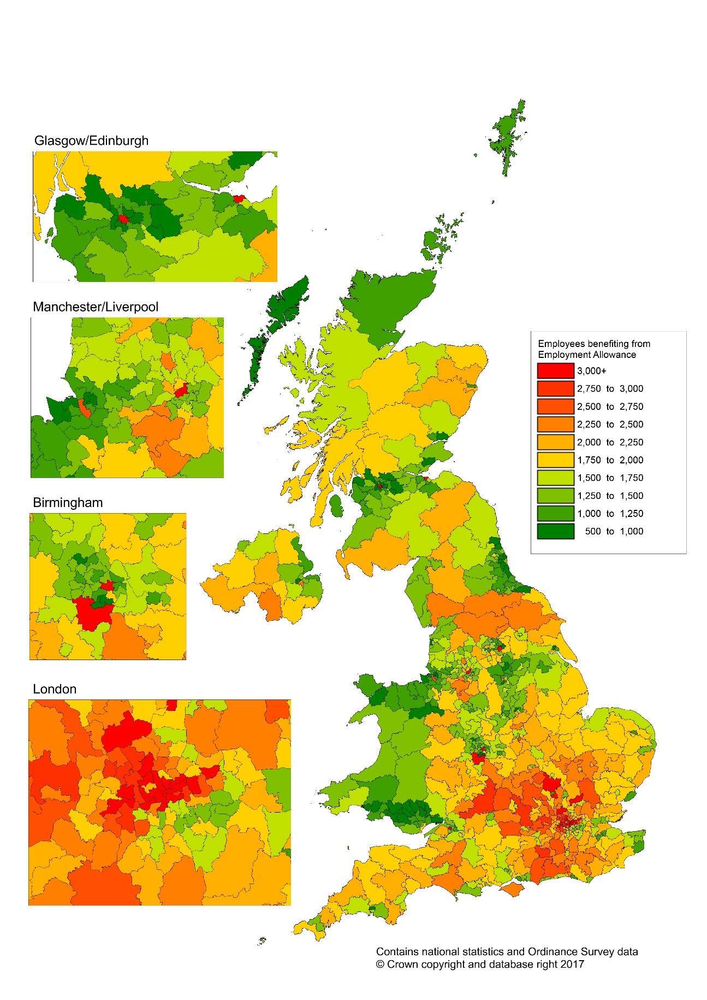 Glasgow/Edinburgh
Manchester/Liverpool
Birmingham
London
Employees benefiting from
Employment Allowance
3,000+
2,750 to 3,000
2,500 to 2,750
2,250 to 2,500
2,000 to 2,250
1,750 to 2,000
1,500 to 1,750
1,250 to 1,500
1,000 to 1,250
500 to 1,000
Contains national statistics and Ordinance Survey data
© Crown copyright and database right 2017